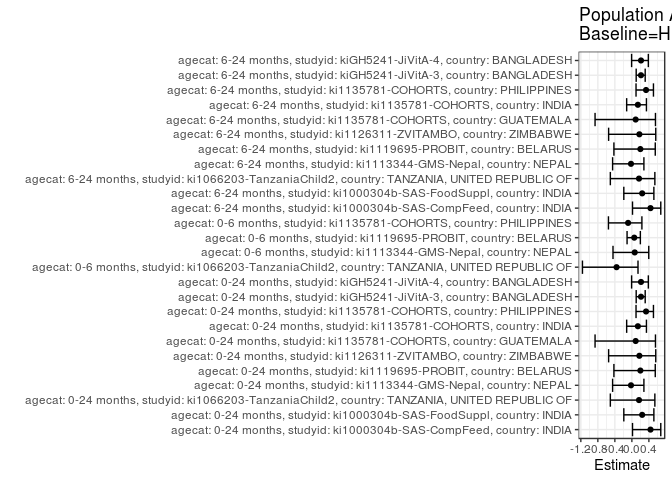 Population A
Baseline=H
agecat: 6-24 months, studyid: kiGH5241-JiVitA-4, country: BANGLADESH
agecat: 6-24 months, studyid: kiGH5241-JiVitA-3, country: BANGLADESH
agecat: 6-24 months, studyid: ki1135781-COHORTS, country: PHILIPPINES
agecat: 6-24 months, studyid: ki1135781-COHORTS, country: INDIA
agecat: 6-24 months, studyid: ki1135781-COHORTS, country: GUATEMALA
agecat: 6-24 months, studyid: ki1126311-ZVITAMBO, country: ZIMBABWE
agecat: 6-24 months, studyid: ki1119695-PROBIT, country: BELARUS
agecat: 6-24 months, studyid: ki1113344-GMS-Nepal, country: NEPAL
agecat: 6-24 months, studyid: ki1066203-TanzaniaChild2, country: TANZANIA, UNITED REPUBLIC OF
agecat: 6-24 months, studyid: ki1000304b-SAS-FoodSuppl, country: INDIA
agecat: 6-24 months, studyid: ki1000304b-SAS-CompFeed, country: INDIA
agecat: 0-6 months, studyid: ki1135781-COHORTS, country: PHILIPPINES
agecat: 0-6 months, studyid: ki1119695-PROBIT, country: BELARUS
agecat: 0-6 months, studyid: ki1113344-GMS-Nepal, country: NEPAL
agecat: 0-6 months, studyid: ki1066203-TanzaniaChild2, country: TANZANIA, UNITED REPUBLIC OF
agecat: 0-24 months, studyid: kiGH5241-JiVitA-4, country: BANGLADESH
agecat: 0-24 months, studyid: kiGH5241-JiVitA-3, country: BANGLADESH
agecat: 0-24 months, studyid: ki1135781-COHORTS, country: PHILIPPINES
agecat: 0-24 months, studyid: ki1135781-COHORTS, country: INDIA
agecat: 0-24 months, studyid: ki1135781-COHORTS, country: GUATEMALA
agecat: 0-24 months, studyid: ki1126311-ZVITAMBO, country: ZIMBABWE
agecat: 0-24 months, studyid: ki1119695-PROBIT, country: BELARUS
agecat: 0-24 months, studyid: ki1113344-GMS-Nepal, country: NEPAL
agecat: 0-24 months, studyid: ki1066203-TanzaniaChild2, country: TANZANIA, UNITED REPUBLIC OF
agecat: 0-24 months, studyid: ki1000304b-SAS-FoodSuppl, country: INDIA
agecat: 0-24 months, studyid: ki1000304b-SAS-CompFeed, country: INDIA
-1.20.80.40.00.4
Estimate